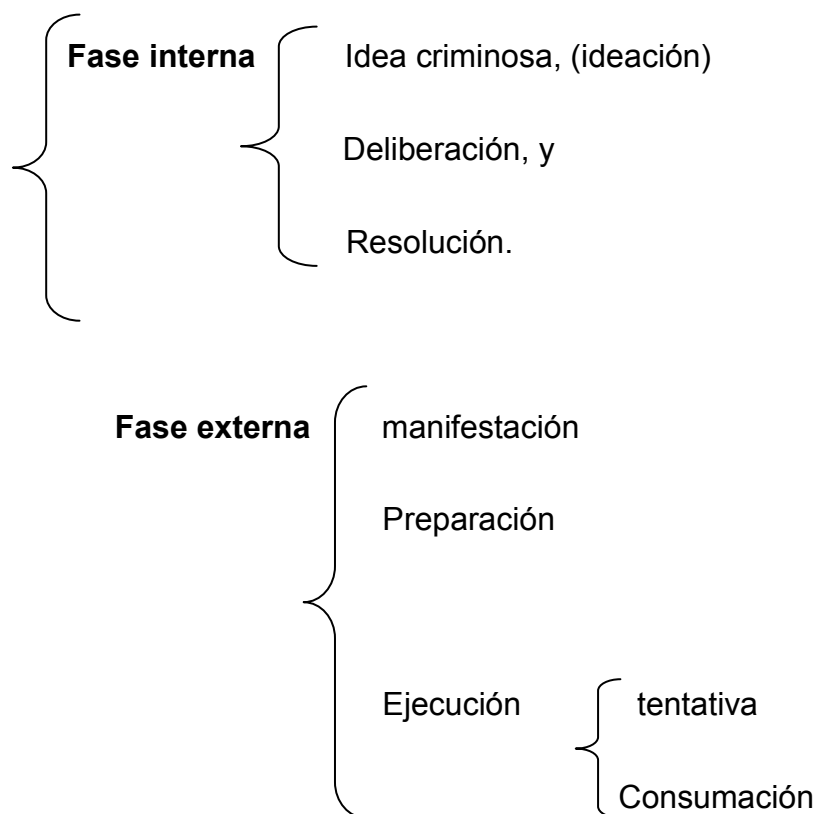 Fase interna Idea criminosa, (ideación)
Deliberación, y
Resolución.
Fase externa manifestación
Preparación
Ejecución tentativa
Consumación